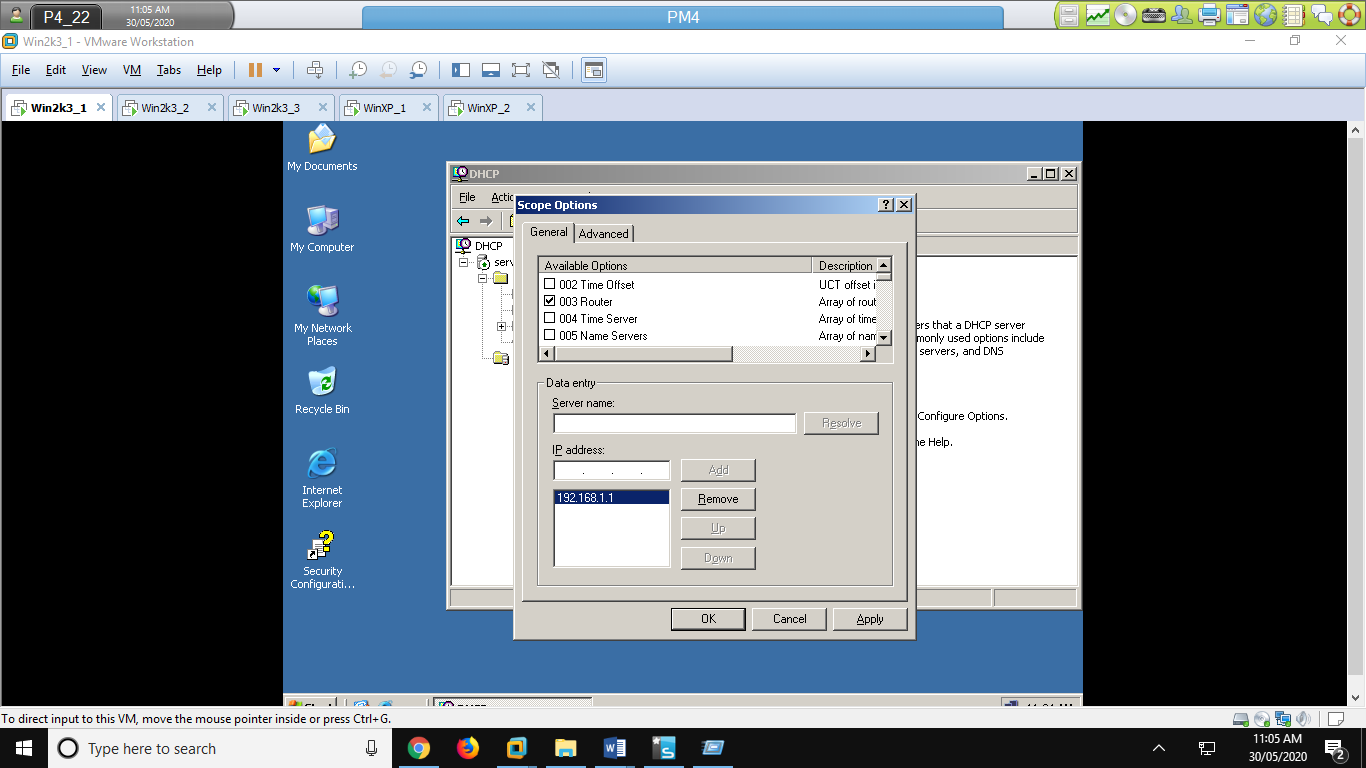 P4_22
11:05 AM
30/05/2020
PM4
Win2k3_1 - VMware Workstation
File Edit View VM Tabs Help
Win2k3_1 Win2k3_2 Win2k3_3 WinXP_1 WinXP_2
My Documents
My Computer
My Network
Places
Recycle Bin
Internet
Explorer
Security
Configurati...
DHCP
File
DHCP
Scope Options
General Advanced
Available Options Description
002 Time Offset UCT offset
003 Router Array of
004 Time Server Array of time
005 Name Servers Array of
Data entry
Server name:
Resolve
IP address:
. . .
Add
192.168.1.1
Remove
Up
Down
OK Cancel Apply
that a DHCP server
used options include
servers, and DNS
Configure Options.
Help.
To direct input to this VM, move the mouse pointer inside or press Ctrl+G.
Type here to search
11:05 AM
30/05/2020
2